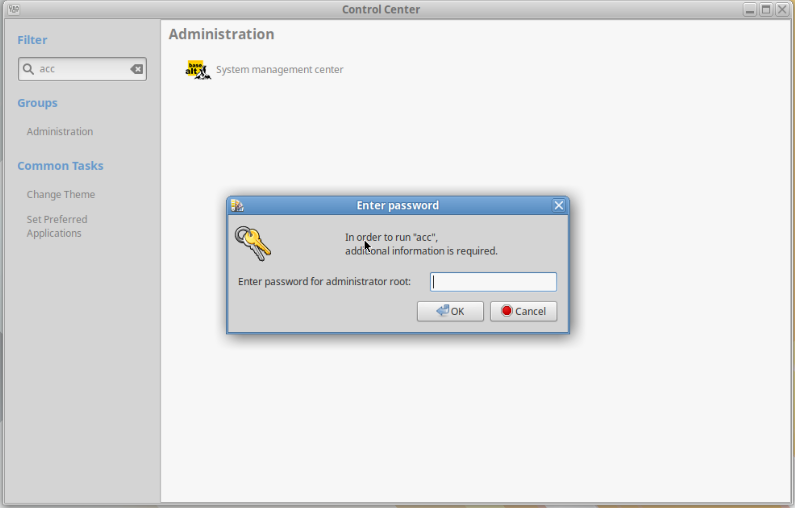 Control Center
Filter
acc
Groups
Administration
Common Tasks
Change Theme
Set Preferred
Applications
Administration
base
alt
System management center
Enter password
In order to run "acc",
additional information is required.
Enter password for administrator root:
OK
Cancel